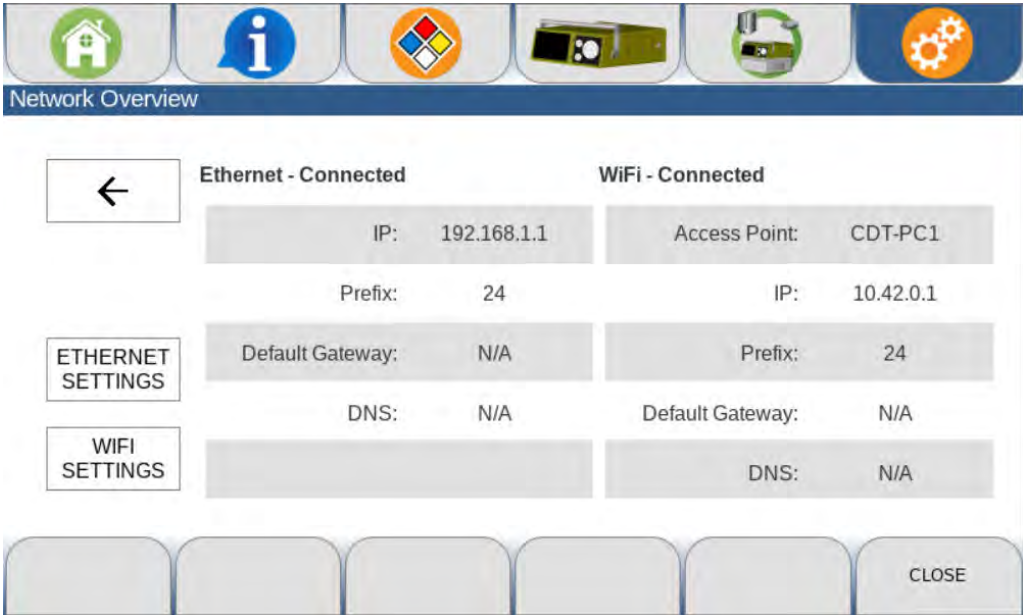 Network Overview
←
Ethernet - Connected
IP: 192.168.1.1
Prefix: 24
Default Gateway: N/A
DNS: N/A
WiFi - Connected
Access Point: CDT-PC1
IP: 10.42.0.1
Prefix: 24
Default Gateway: N/A
DNS: N/A
ETHERNET
SETTINGS
WIFI
SETTINGS
CLOSE